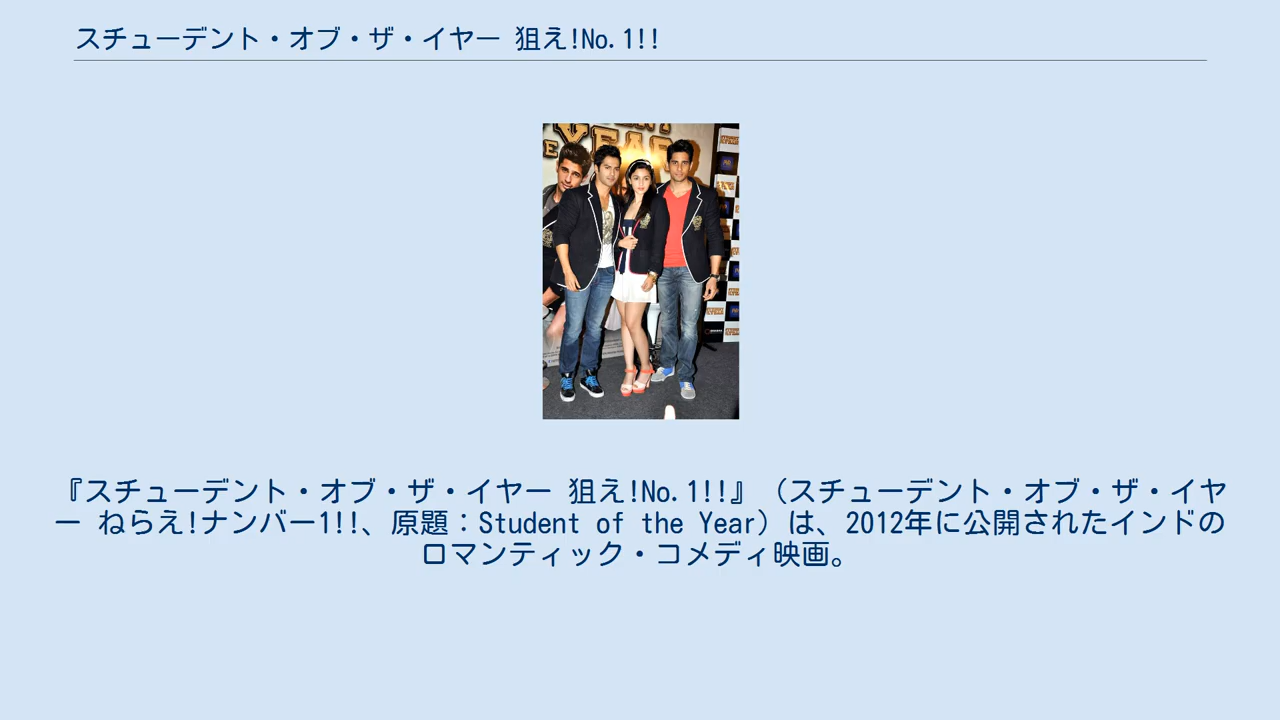 スチューデント・オブ・ザ・イヤー 狙え!No.1!!
YEAR
『スチューデント・オブ・ザ・イヤー 狙え!No.1!!』（スチューデント・オブ・ザ・イヤ
ー ねらえ!ナンバー1!!、原題：Student of the Year）は、2012年に公開されたインドの
ロマンティック・コメディ映画。